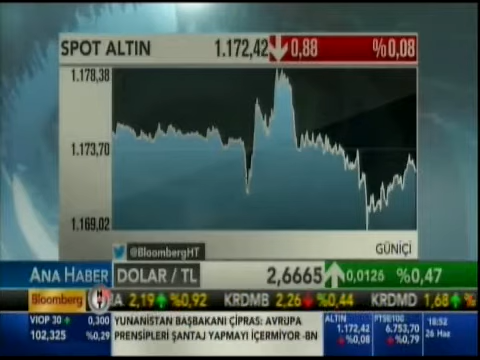 SPOT ALTIN 1.172,42 0,88 %0,08
1.178,38
1.173,70
1.169,02
@BloombergHT
GÜNİÇİ
ANA HABER DOLAR / TL 2,6665 0,0125 %0,47
Bloomberg HT A 2,19 %0,92 KRDMB 2,26 %0,44 KRDMD 1,68
VIOP 30 0,300
102,325 %0,29
YUNANİSTAN BAŞBAKANI ÇİPRAS: AVRUPA
PRENSİPLERİ ŞANTAJ YAPMAYI İÇERMİYOR -BN
ALTIN
1.172,42
%0,08
FTSE100
6.753,70
%0,79
18:52
26 Haz